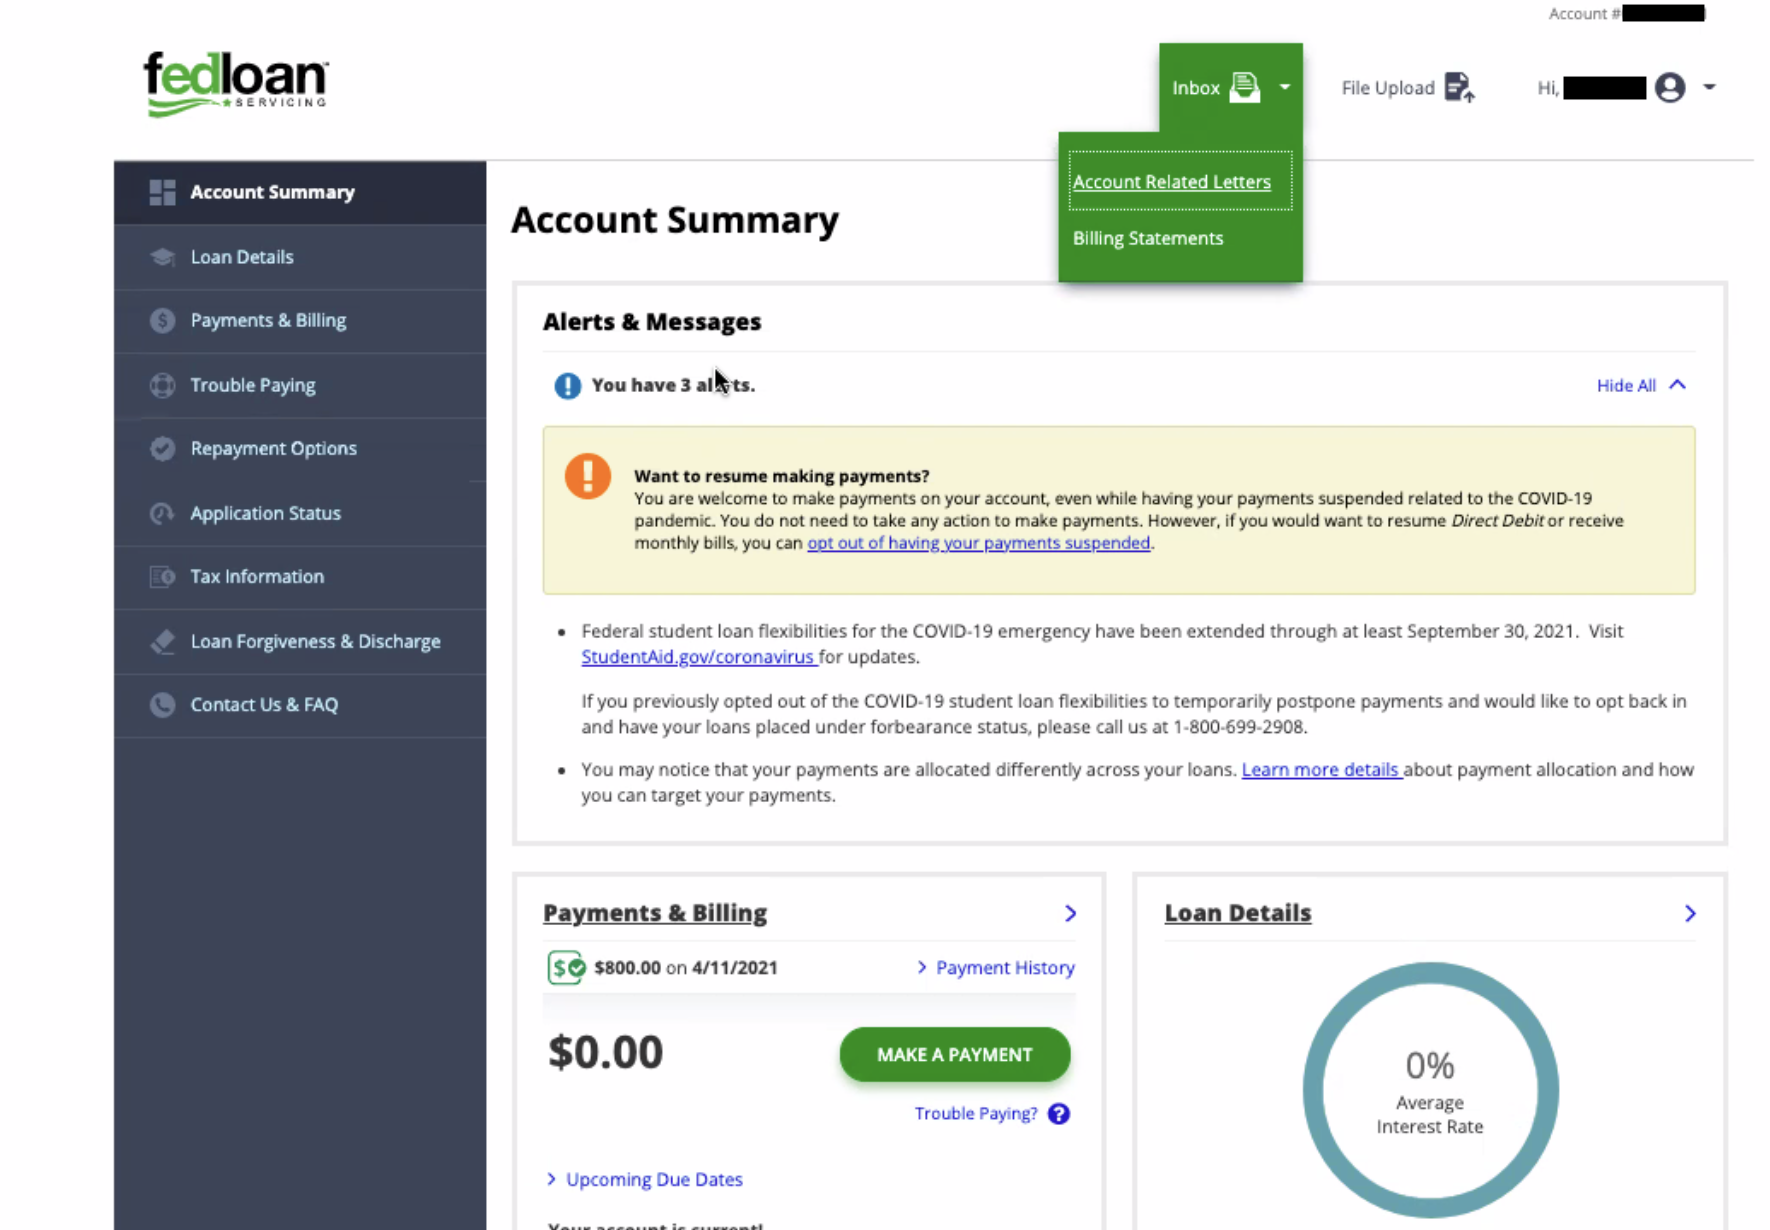 Account #
fedloan
SERVICING
Inbox
File Upload
Hi,
Account Related Letters
Billing Statements
Account Summary
Loan Details
Payments & Billing
Trouble Paying
Repayment Options
Application Status
Tax Information
Loan Forgiveness & Discharge
Contact Us & FAQ
Account Summary
Alerts & Messages
You have 3 alerts.
Hide All
Want to resume making payments?
You are welcome to make payments on your account, even while having your payments suspended related to the COVID-19
pandemic. You do not need to take any action to make payments. However, if you would want to resume Direct Debit or receive
monthly bills, you can opt out of having your payments suspended.
• Federal student loan flexibilities for the COVID-19 emergency have been extended through at least September 30, 2021. Visit
StudentAid.gov/coronavirus for updates.
If you previously opted out of the COVID-19 student loan flexibilities to temporarily postpone payments and would like to opt back in
and have your loans placed under forbearance status, please call us at 1-800-699-2908.
• You may notice that your payments are allocated differently across your loans. Learn more details about payment allocation and how
you can target your payments.
Payments & Billing
$800.00 on 4/11/2021
Payment History
$0.00
MAKE A PAYMENT
Trouble Paying?
Upcoming Due Dates
Your account is current!
Loan Details
0%
Average
Interest Rate